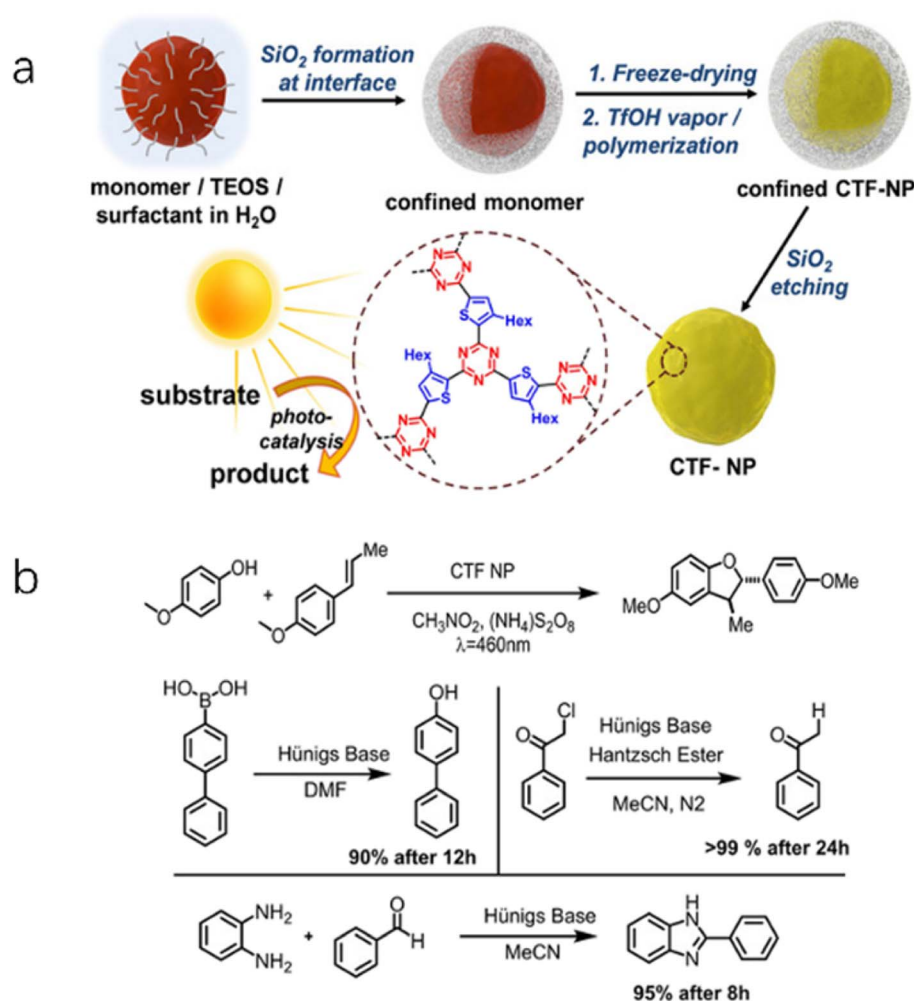 a
SiO2 formation
at interface
1. Freeze-drying
2. TfOH vapor /
polymerization
monomer / TEOS /
surfactant in H2O
confined monomer
confined CTF-NP
SiO2
etching
N N N
N N N
S
Hex
Hex
N N N
N N N
S
S
Hex
N N N
N N N
substrate
photo-
catalysis
product
CTF- NP
b
OH
O
+
O
Me
CTF NP
CH3NO2, (NH4)S2O8
λ=460nm
MeO
O
OMe
Me
HO B OH
Hünigs Base
DMF
OH
90% after 12h
O
Cl
Hünigs Base
Hantzsch Ester
MeCN, N2
O
H
>99 % after 24h
NH2
NH2
+
O
H
Hünigs Base
MeCN
H
N
N
95% after 8h